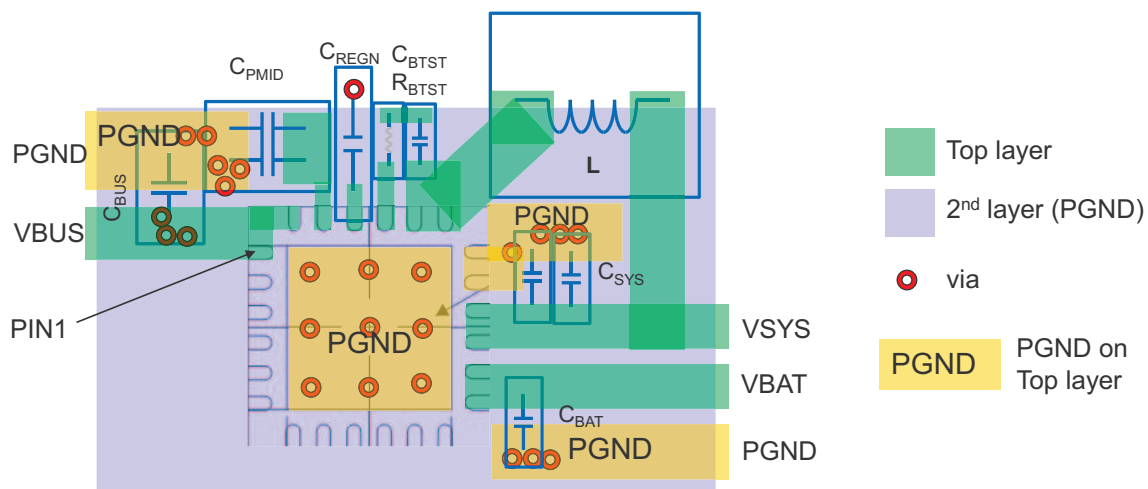 C_REGN
C_BTST
R_BTST
C_PMID
PGND
PGND
C_BUS
VBUS
PIN1
L
PGND
C_SYS
PGND
VSYS
VBAT
C_BAT
PGND
PGND
Top layer
2nd layer (PGND)
via
PGND
PGND on
Top layer